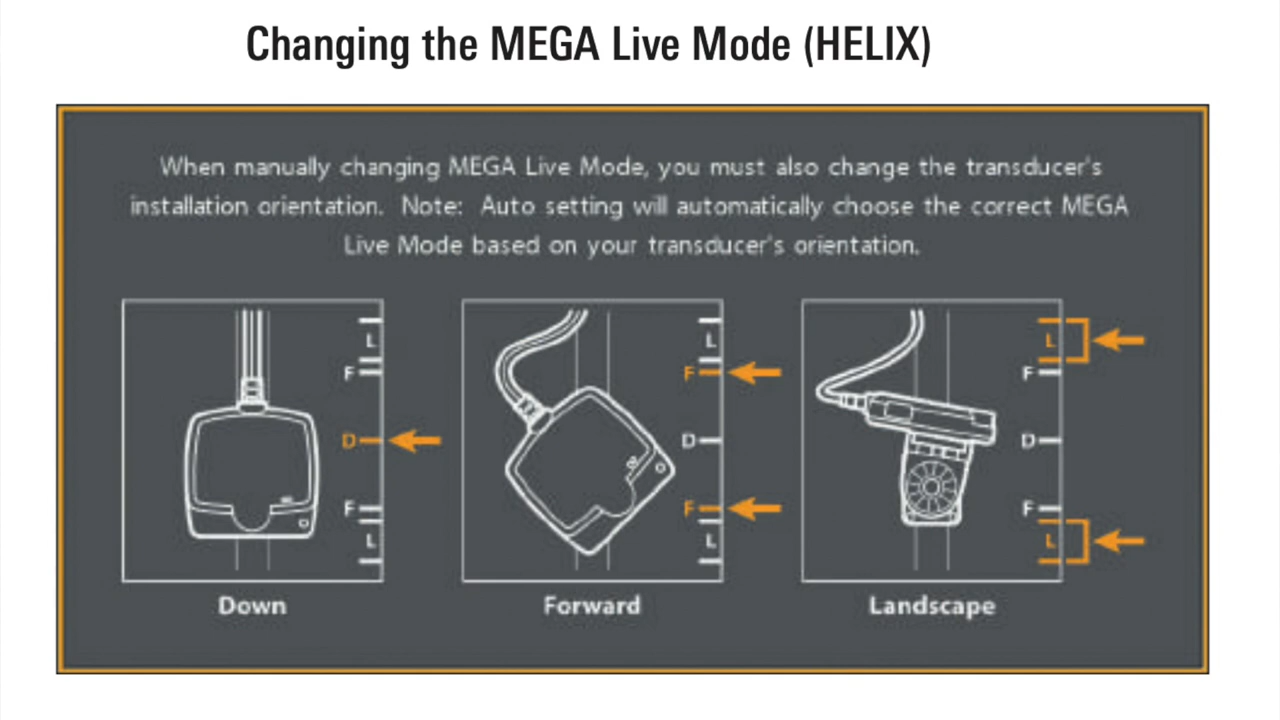 Changing the MEGA Live Mode (HELIX)
When manually changing MEGA Live Mode, you must also change the transducer's
installation orientation. Note: Auto setting will automatically choose the correct MEGA
Live Mode based on your transducer's orientation.
L
F
D
F
L
Down
L
F
D
F
L
Forward
L
F
D
F
L
Landscape